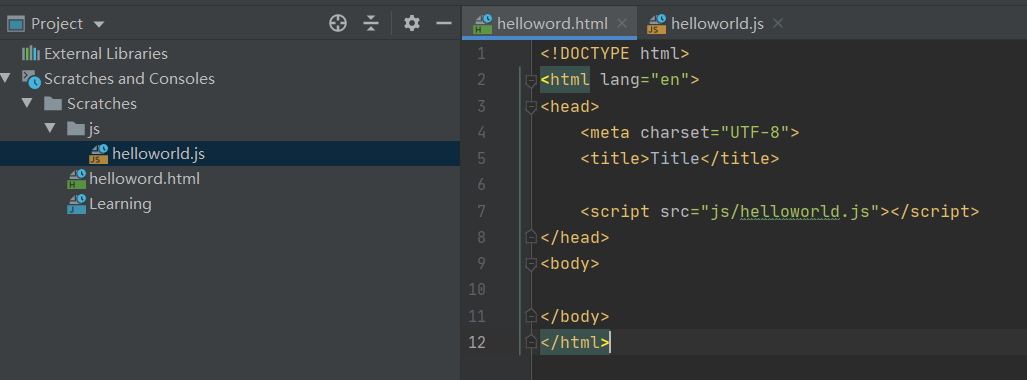 Project
External Libraries
Scratches and Consoles
Scratches
js
helloworld.js
helloword.html
Learning
helloword.html
helloworld.js
1 <!DOCTYPE html>
2 <html lang="en">
3 <head>
4     <meta charset="UTF-8">
5     <title>Title</title>
6
7     <script src="js/helloworld.js"></script>
8 </head>
9 <body>
10
11 </body>
12 </html>